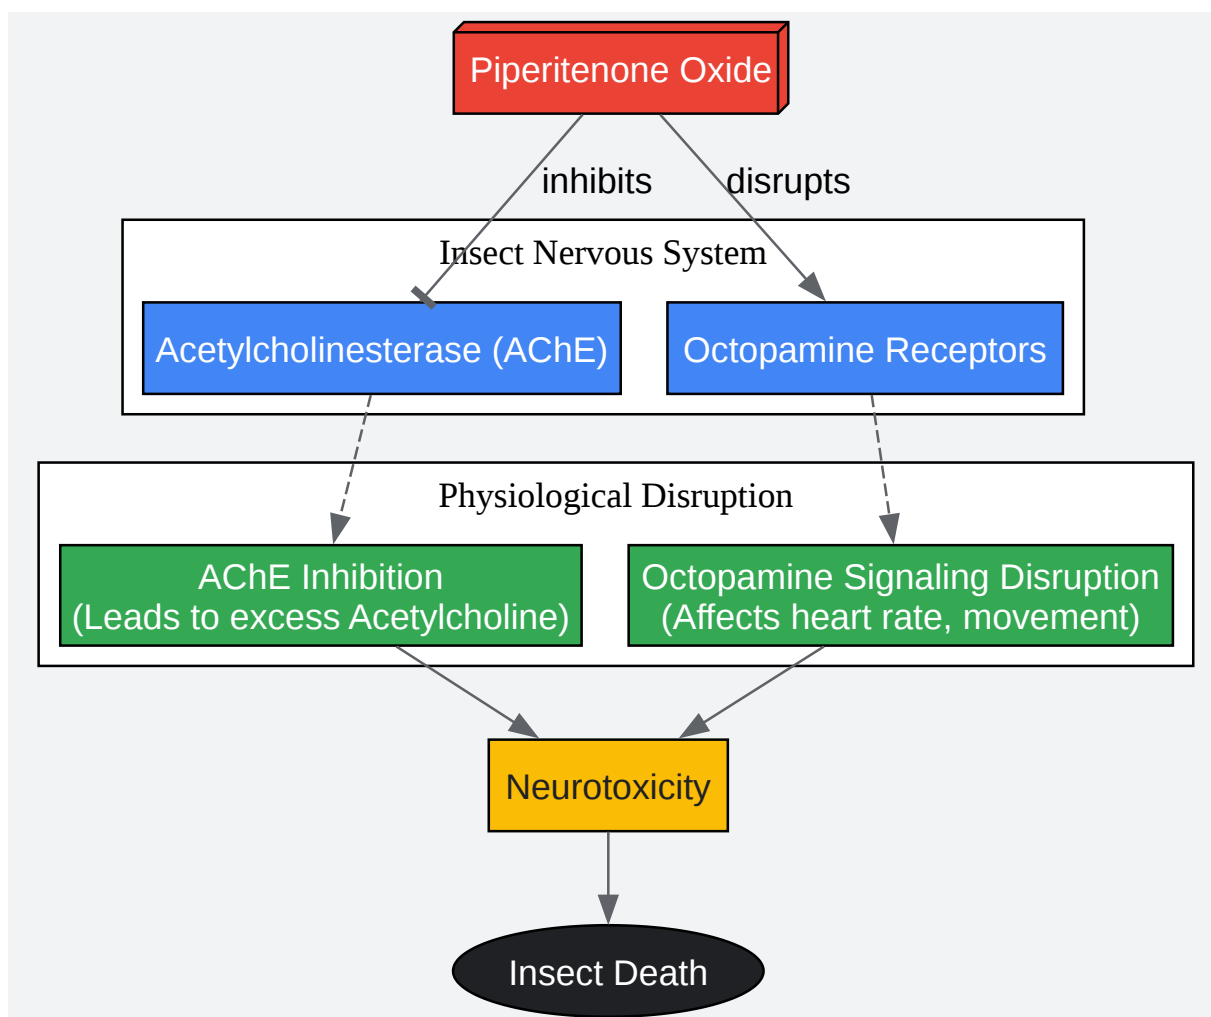 Piperitenone Oxide
inhibits
disrupts
Insect Nervous System
Acetylcholinesterase (AChE)
Octopamine Receptors
Physiological Disruption
AChE Inhibition
(Leads to excess Acetylcholine)
Octopamine Signaling Disruption
(Affects heart rate, movement)
Neurotoxicity
Insect Death